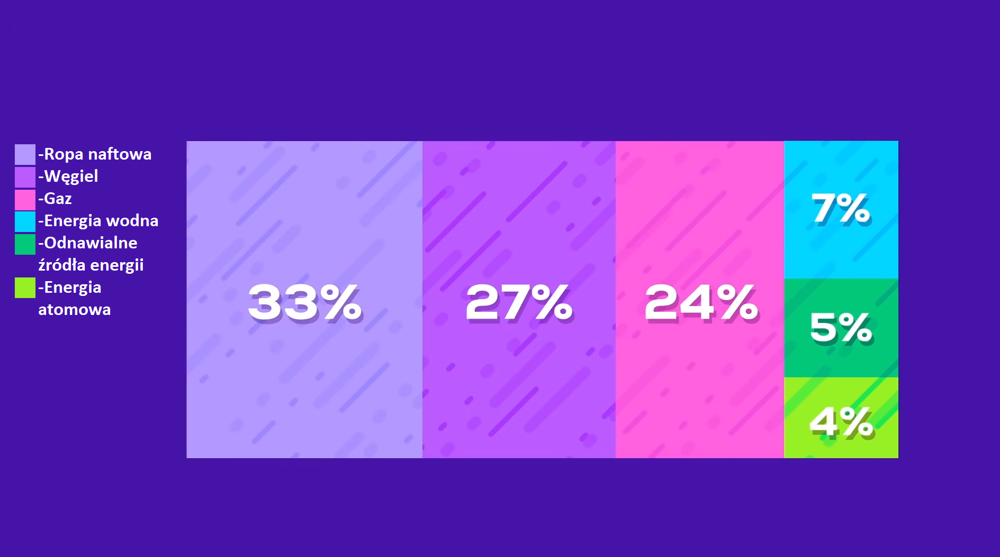 -Ropa naftowa
-Węgiel
-Gaz
-Energia wodna
-Odnawialne
źródła energii
-Energia
atomowa
33%
27%
24%
7%
5%
4%